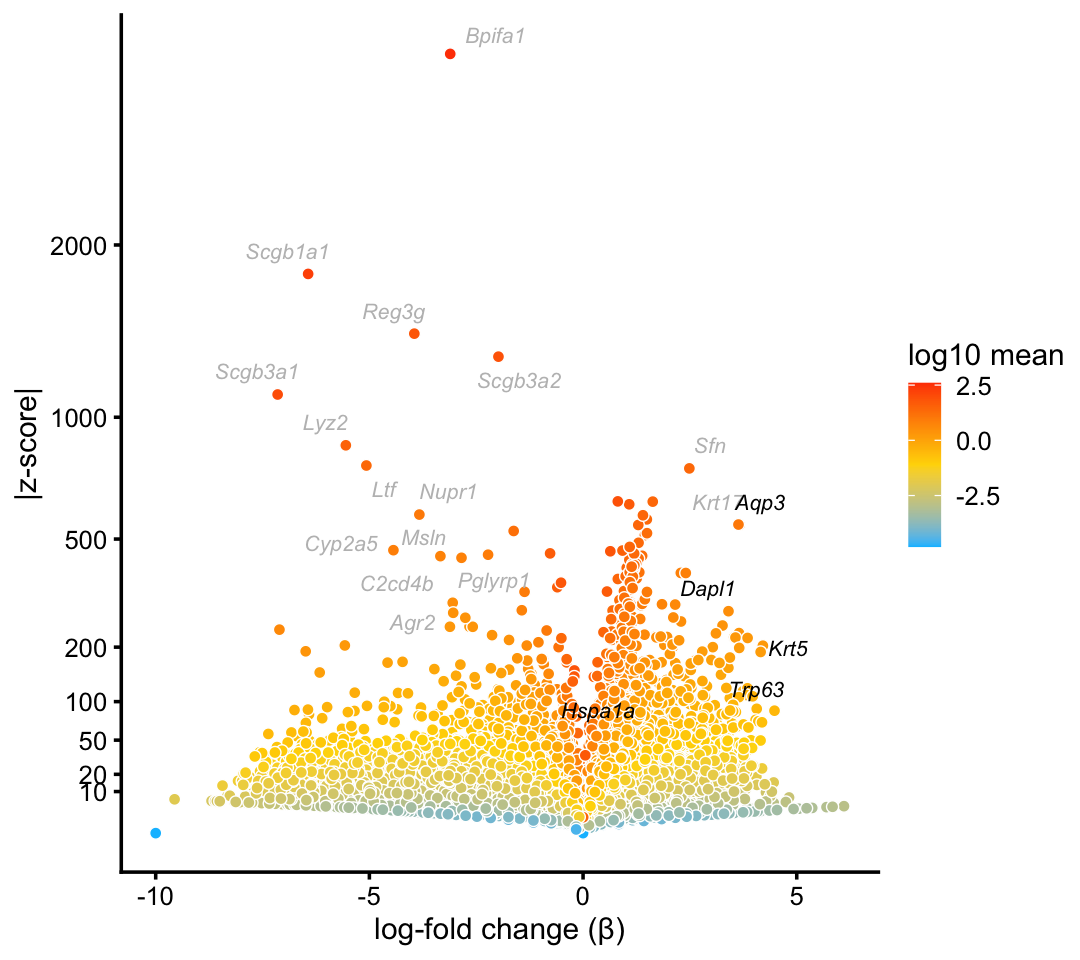 Bpifa1
Scgb1a1
Reg3g
Scgb3a2
Scgb3a1
Lyz2
Ltf
Nupr1
Sfn
Krt17
Aqp3
Cyp2a5
Msln
C2cd4b
Pglyrp1
Dapl1
Agr2
Krt5
Trp63
Hspa1a
2000
1000
500
200
100
50
20
10
|z-score|
-10
-5
0
5
log-fold change (β)
log10 mean
2.5
0.0
-2.5